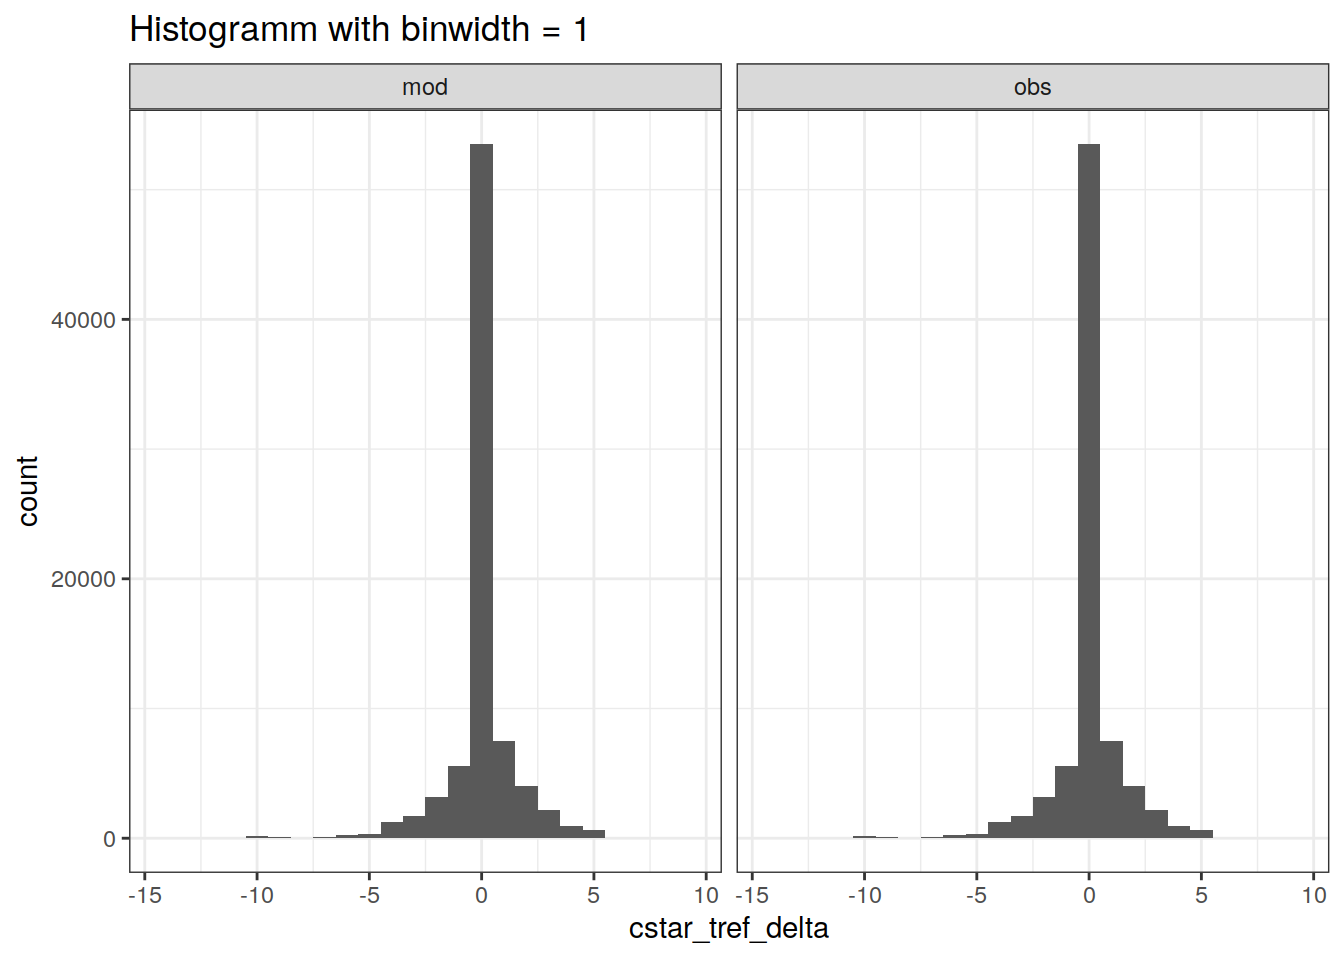 Histogramm with binwidth = 1
mod
obs
count
40000
20000
0
-15 -10 -5 0 5 10
-15 -10 -5 0 5 10
cstar_tref_delta